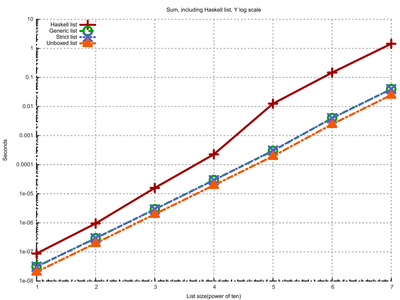 Sum, including Haskell list, Y log scale
10
1
0.1
0.01
0.001
0.0001
1e-05
1e-06
1e-07
1e-08
Haskell list
Generic list
Strict list
Unboxed list
Seconds
1
2
3
4
5
6
7
List size(power of ten)